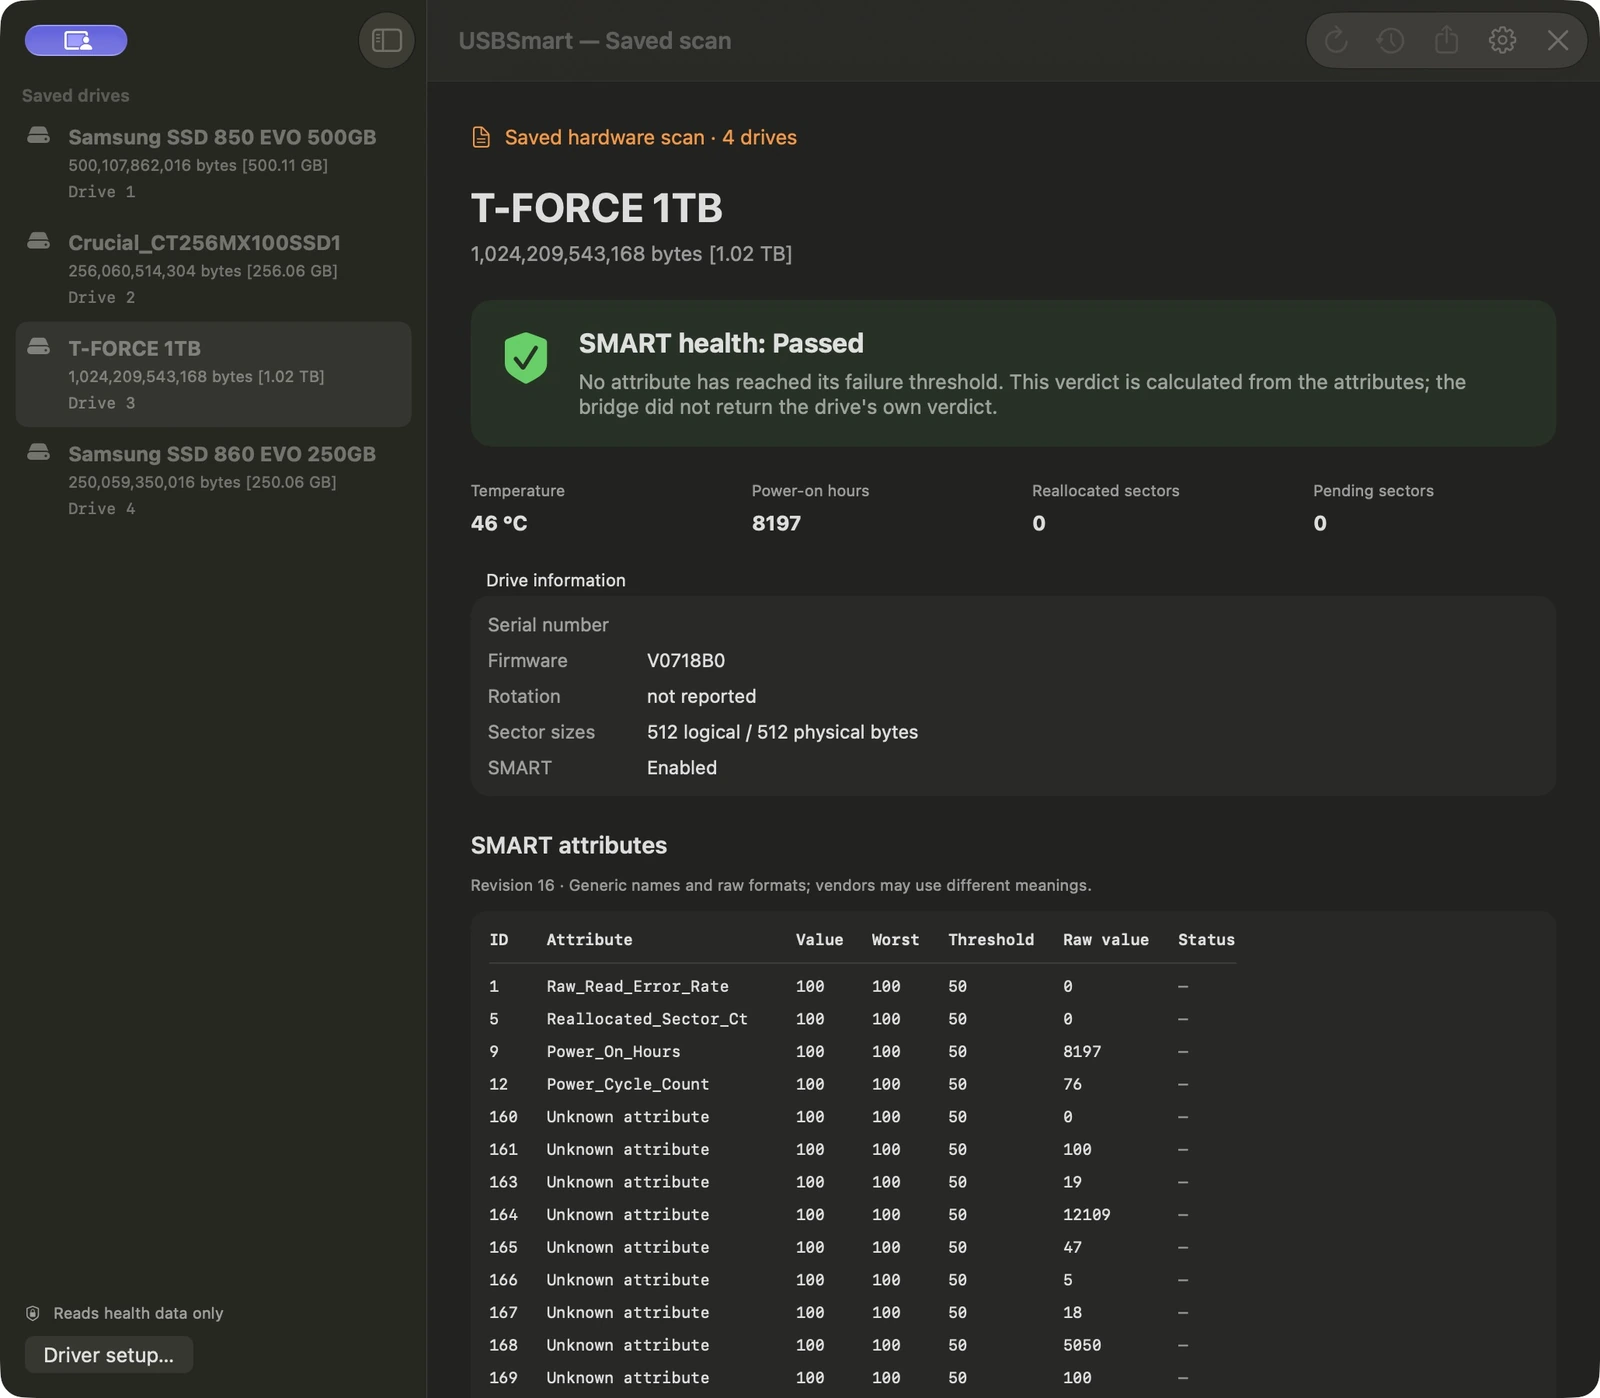 Saved drives
Samsung SSD 850 EVO 500GB
500,107,862,016 bytes [500.11 GB]
Drive 1
Crucial_CT256MX100SSD1
256,060,514,304 bytes [256.06 GB]
Drive 2
T-FORCE 1TB
1,024,209,543,168 bytes [1.02 TB]
Drive 3
Samsung SSD 860 EVO 250GB
250,059,350,016 bytes [250.06 GB]
Drive 4
Reads health data only
Driver setup...
USBSmart — Saved scan
Saved hardware scan · 4 drives
T-FORCE 1TB
1,024,209,543,168 bytes [1.02 TB]
SMART health: Passed
No attribute has reached its failure threshold. This verdict is calculated from the attributes; the
bridge did not return the drive's own verdict.
Temperature Power-on hours Reallocated sectors Pending sectors
46 °C 8197 0 0
Drive information
Serial number
Firmware V0718B0
Rotation not reported
Sector sizes 512 logical / 512 physical bytes
SMART Enabled
SMART attributes
Revision 16 · Generic names and raw formats; vendors may use different meanings.
ID Attribute Value Worst Threshold Raw value Status
1 Raw_Read_Error_Rate 100 100 50 0 —
5 Reallocated_Sector_Ct 100 100 50 0 —
9 Power_On_Hours 100 100 50 8197 —
12 Power_Cycle_Count 100 100 50 76 —
160 Unknown attribute 100 100 50 0 —
161 Unknown attribute 100 100 50 100 —
163 Unknown attribute 100 100 50 19 —
164 Unknown attribute 100 100 50 12109 —
165 Unknown attribute 100 100 50 47 —
166 Unknown attribute 100 100 50 5 —
167 Unknown attribute 100 100 50 18 —
168 Unknown attribute 100 100 50 5050 —
169 Unknown attribute 100 100 50 100 —